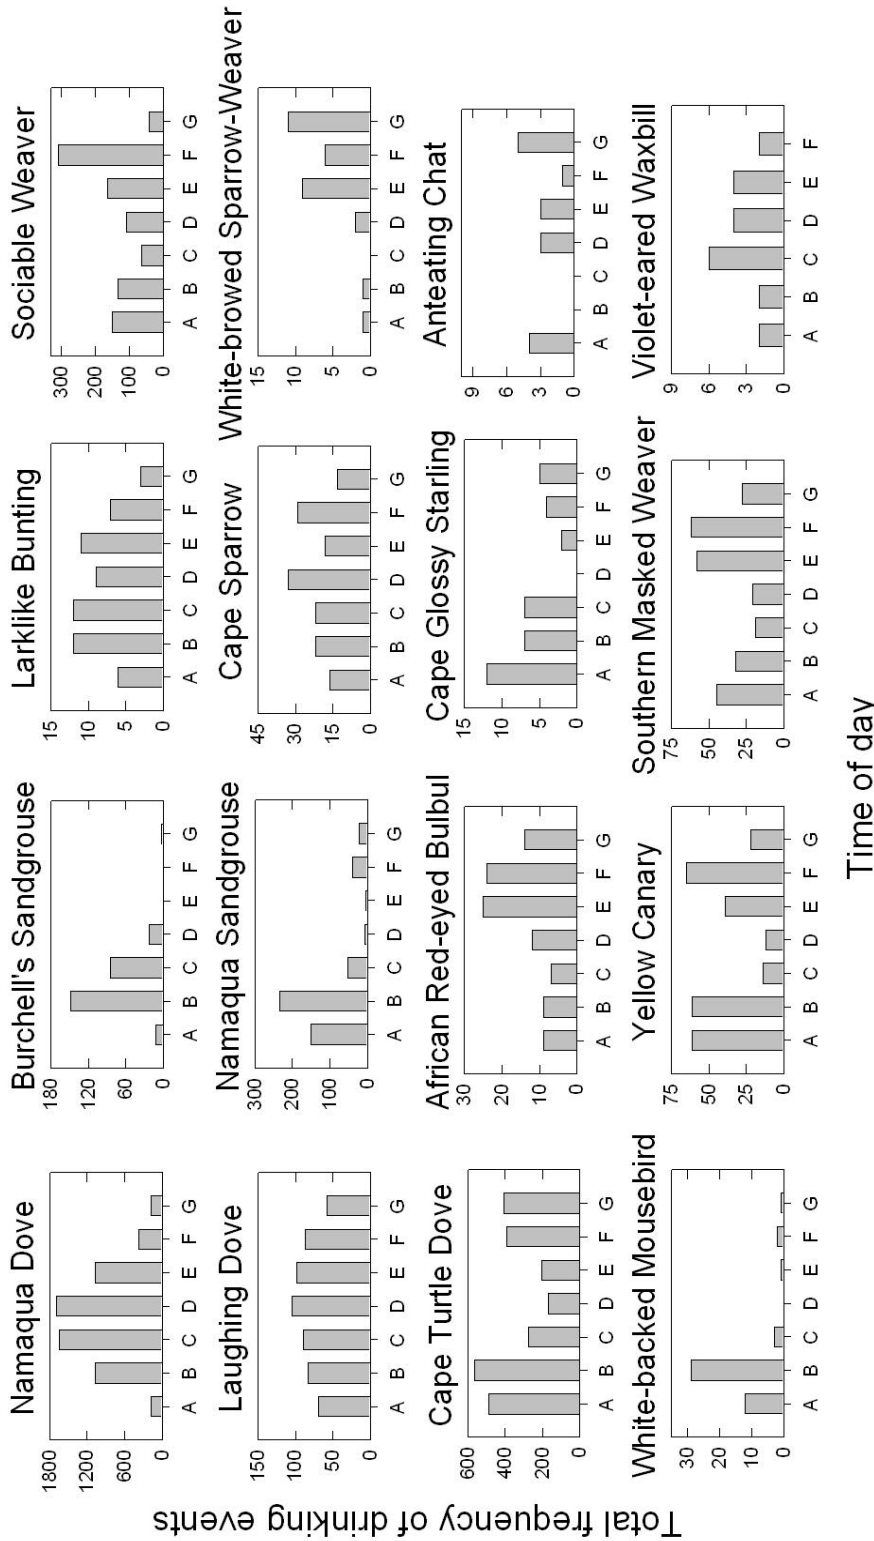 Total frequency of drinking events
Namaqua Dove
1800
1200
600
0
A B C D E F G
Burchell's Sandgrouse
180
120
60
0
A B C D E F G
Larklike Bunting
15
10
5
0
A B C D E F G
Sociable Weaver
300
200
100
0
A B C D E F G
Laughing Dove
150
100
50
0
A B C D E F G
Namaqua Sandgrouse
300
200
100
0
A B C D E F G
Cape Sparrow
45
30
15
0
A B C D E F G
White-browed Sparrow-Weaver
15
10
5
0
A B C D E F G
Cape Turtle Dove
600
400
200
0
A B C D E F G
African Red-eyed Bulbul
30
20
10
0
A B C D E F G
Cape Glossy Starling
15
10
5
0
A B C D E F G
Anteating Chat
9
6
3
0
A B C D E F G
White-backed Mousebird
30
20
10
0
A B C D E F G
Yellow Canary
75
50
25
0
A B C D E F G
Southern Masked Weaver
75
50
25
0
A B C D E F G
Violet-eared Waxbill
9
6
3
0
A B C D E F
Time of day